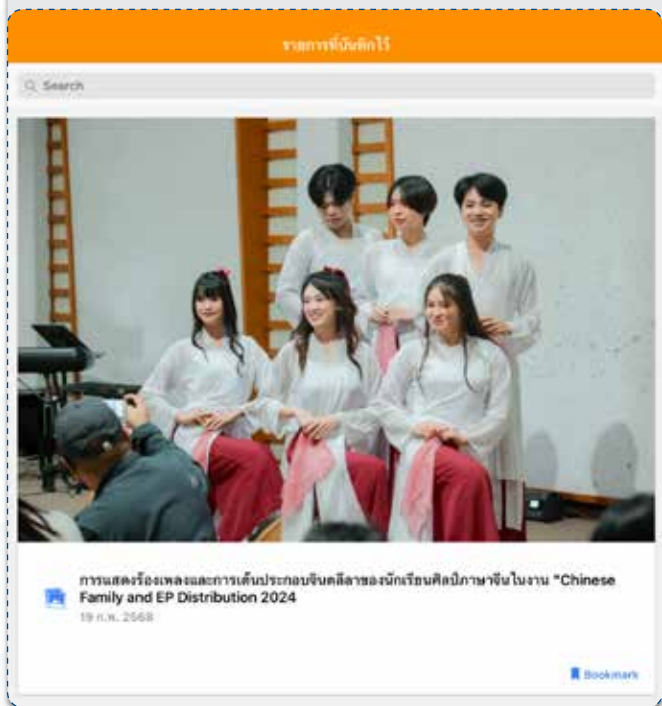 รายการที่บันทึกไว้
Search
การแสดงร้องเพลงและการเต้นประกอบจินตลีลาของนักเรียนศิลป์ภาษาจีนในงาน "Chinese
Family and EP Distribution 2024
19 ก.พ. 2568
Bookmark